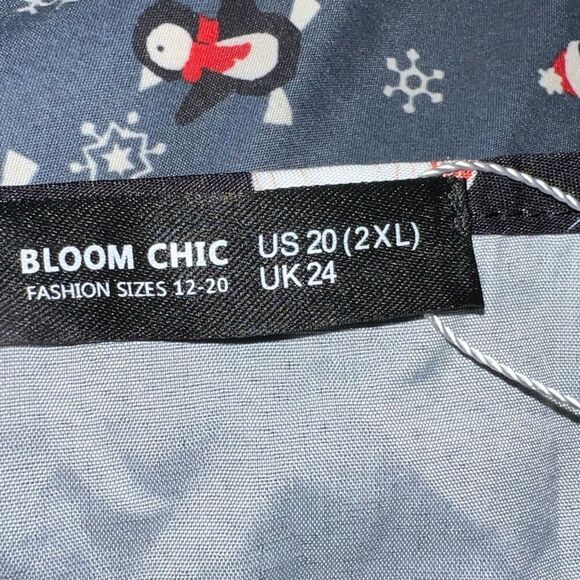 BLOOM CHIC
FASHION SIZES 12-20
US 20 (2XL)
UK 24